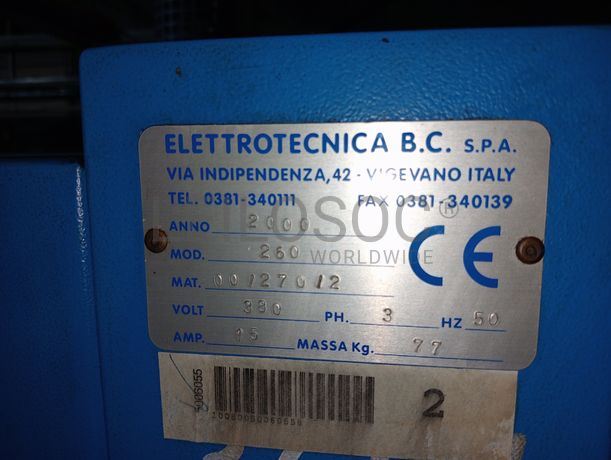 ELETTROTECNICA B.C. S.P.A.
VIA INDIPENDENZA, 42 - VIGEVANO ITALY
TEL. 0381-340111 FAX 0381-340139
ANNO 2000
MOD. 260
MAT. 00/270/2
VOLT 380 PH. 3 HZ 50
AMP. 15 MASSA Kg. 77
CE
WORLDWIDE
2